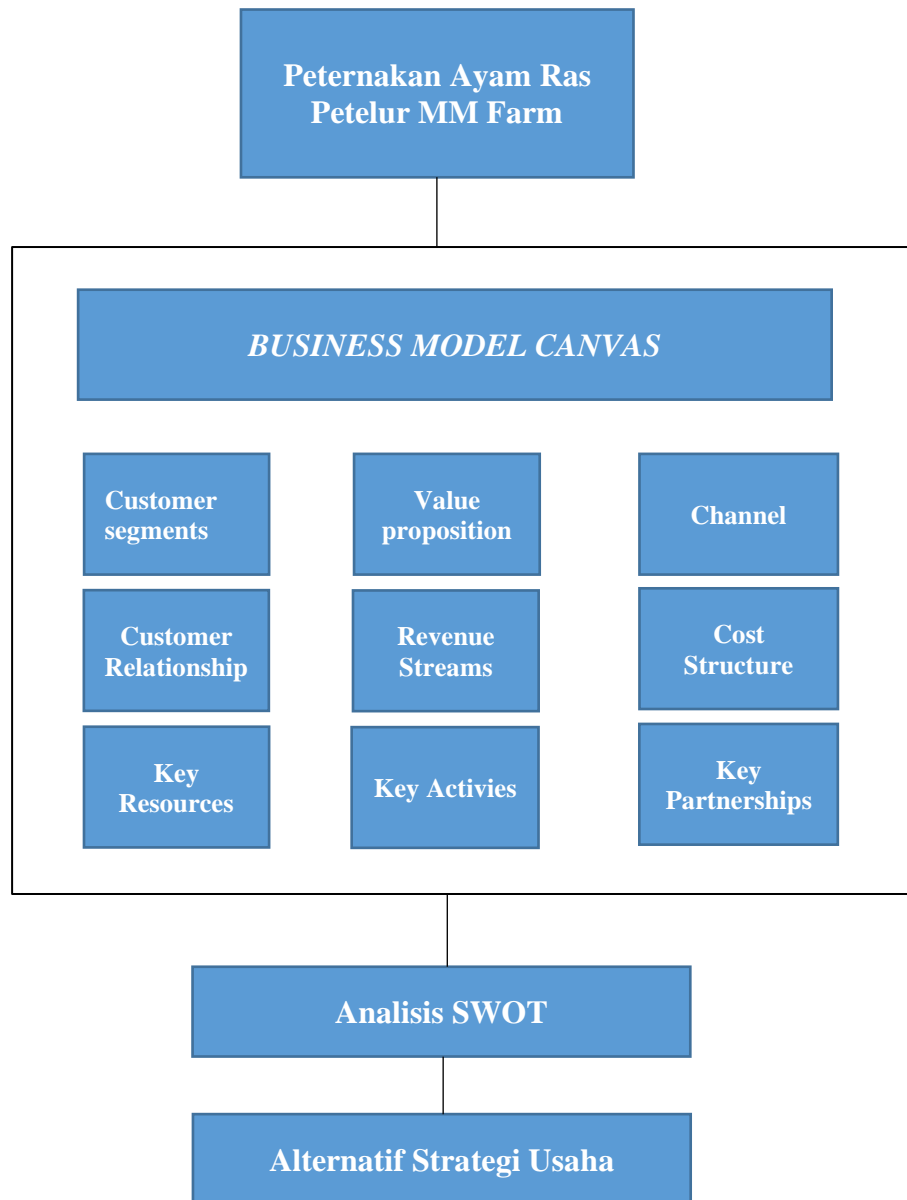 Peternakan Ayam Ras
Petelur MM Farm
BUSINESS MODEL CANVAS
Customer
segments
Value
proposition
Channel
Customer
Relationship
Revenue
Streams
Cost
Structure
Key
Resources
Key Activies
Key
Partnerships
Analisis SWOT
Alternatif Strategi Usaha